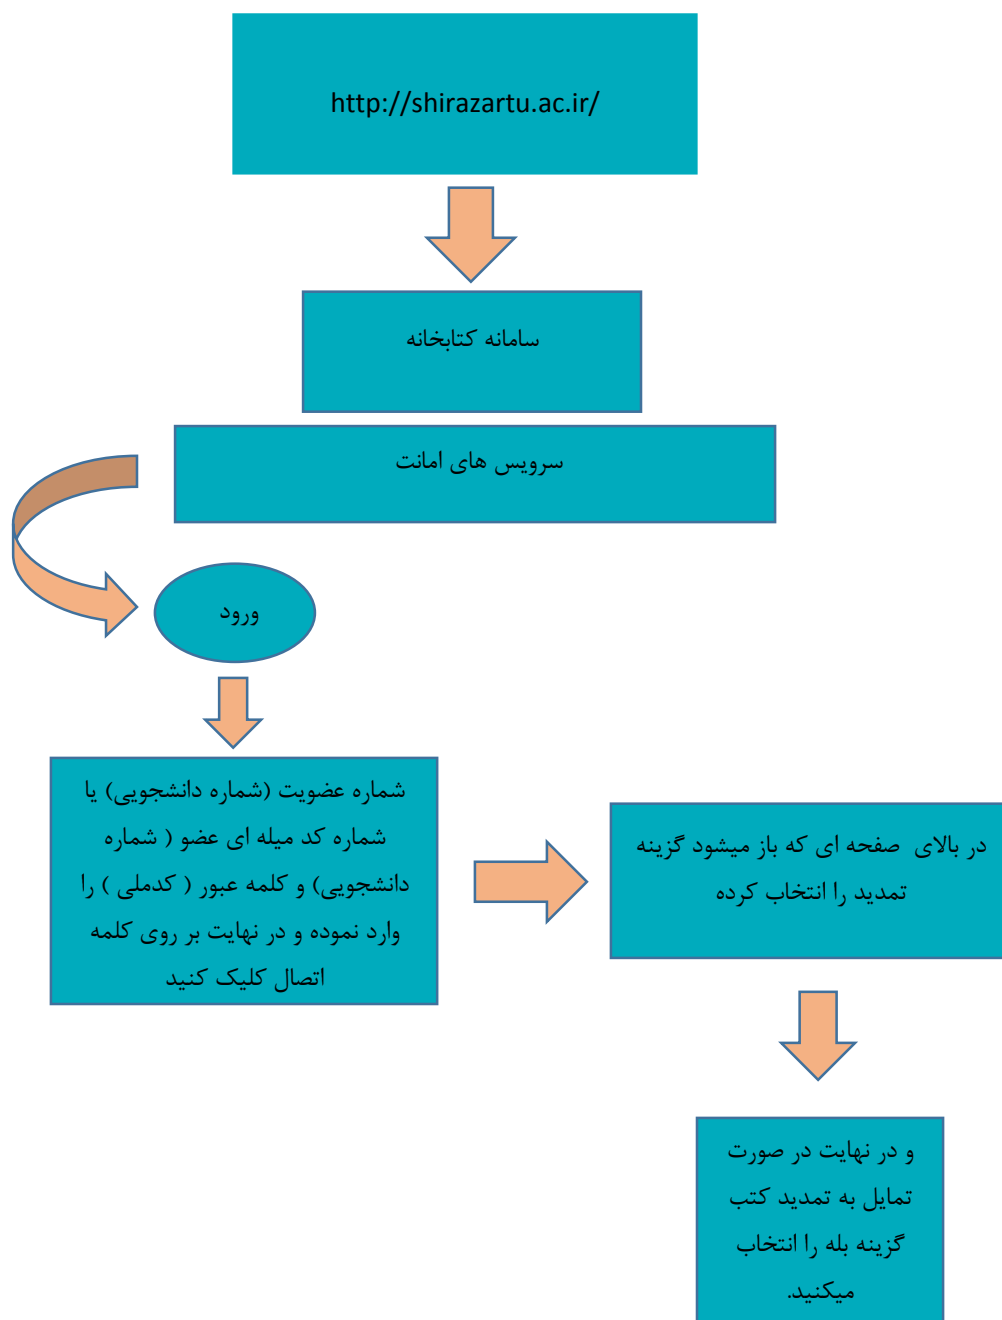 http://shirazartu.ac.ir/
سامانه کتابخانه
سرویس های امانت
ورود
شماره عضویت (شماره دانشجویی) یا
شماره کد میله ای عضو ( شماره
دانشجویی) و کلمه عبور ( کدملی ) را
وارد نموده و در نهایت بر روی کلمه
اتصال کلیک کنید
در بالای صفحه ای که باز میشود گزینه
تمدید را انتخاب کرده
و در نهایت در صورت
تمایل به تمدید کتب
گزینه بله را انتخاب
میکنید.